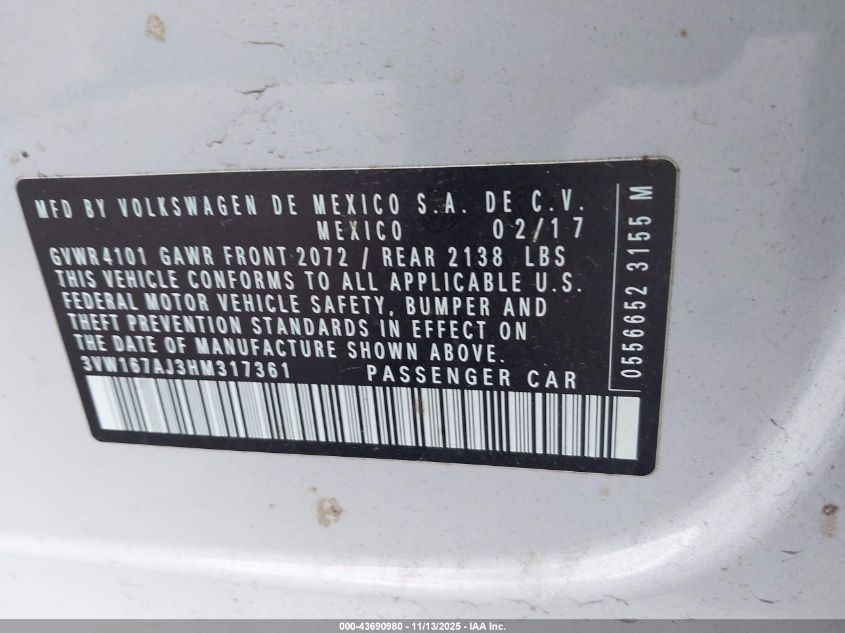 MFD BY VOLKSWAGEN DE MEXICO S.A. DE C.V.
MEXICO 02/17
GVWR4101 GAWR FRONT 2072 / REAR 2138 LBS
THIS VEHICLE CONFORMS TO ALL APPLICABLE U.S.
FEDERAL MOTOR VEHICLE SAFETY, BUMPER AND
THEFT PREVENTION STANDARDS IN EFFECT ON
THE DATE OF MANUFACTURE SHOWN ABOVE.
3VW167AJ3HM317361 PASSENGER CAR
0556652 3155 M
000-43690980 - 11/13/2025 - IAA Inc.